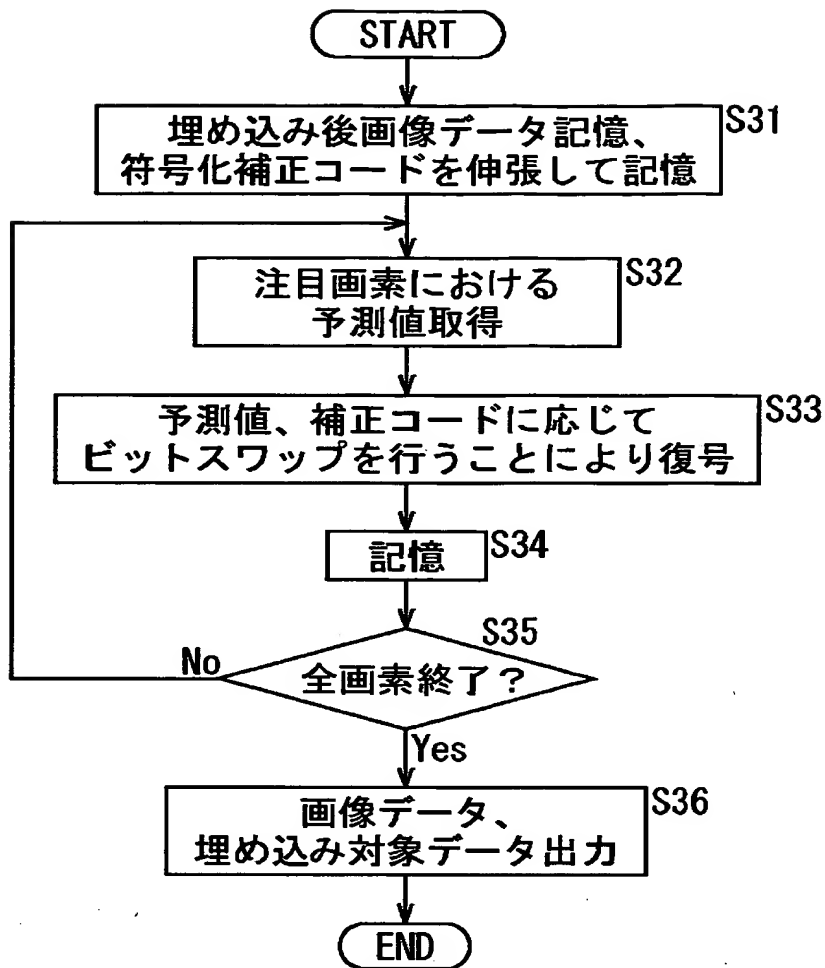 START
S31
埋め込み後画像データ記憶、
符号化補正コードを伸張して記憶
S32
注目画素における
予測値取得
S33
予測値、補正コードに応じて
ビットスワップを行うことにより復号
S34
記憶
S35
全画素終了?
No
Yes
S36
画像データ、
埋め込み対象データ出力
END